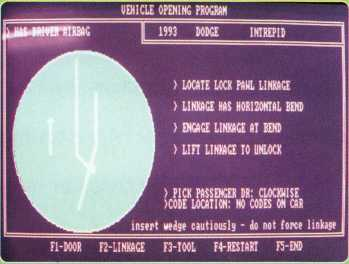 VEHICLE OPENING PROGRAM
> HAS DRIVER AIRBAG
1993 DODGE INTREPID
> LOCATE LOCK PAWL LINKAGE
> LINKAGE HAS HORIZONTAL BEND
> ENGAGE LINKAGE AT BEND
> LIFT LINKAGE TO UNLOCK
> PICK PASSENGER DR: CLOCKWISE
>CODE LOCATION: NO CODES ON CAR
insert wedge cautiously - do not force linkage
F1-DOOR F2-LINKAGE F3-TOOL F4-RESTART F5-END